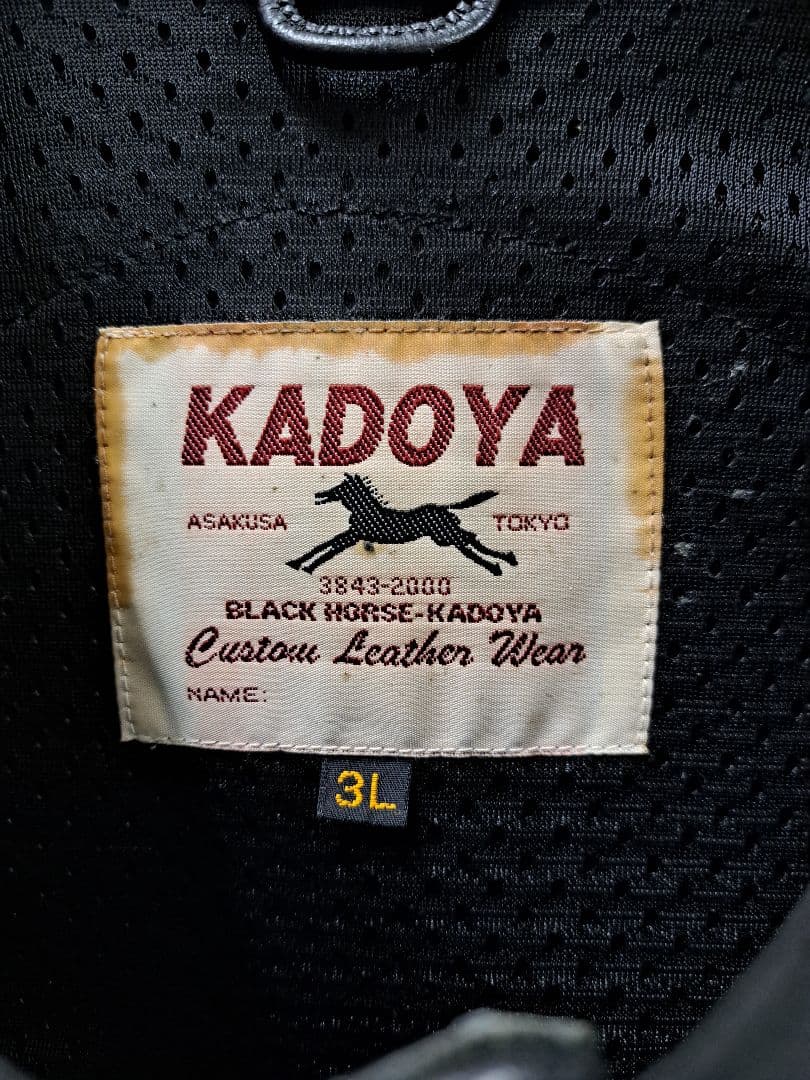 KADOYA
ASAKUSA TOKYO
3843-2000
BLACK HORSE-KADOYA
Custom Leather Wear
NAME:
3L